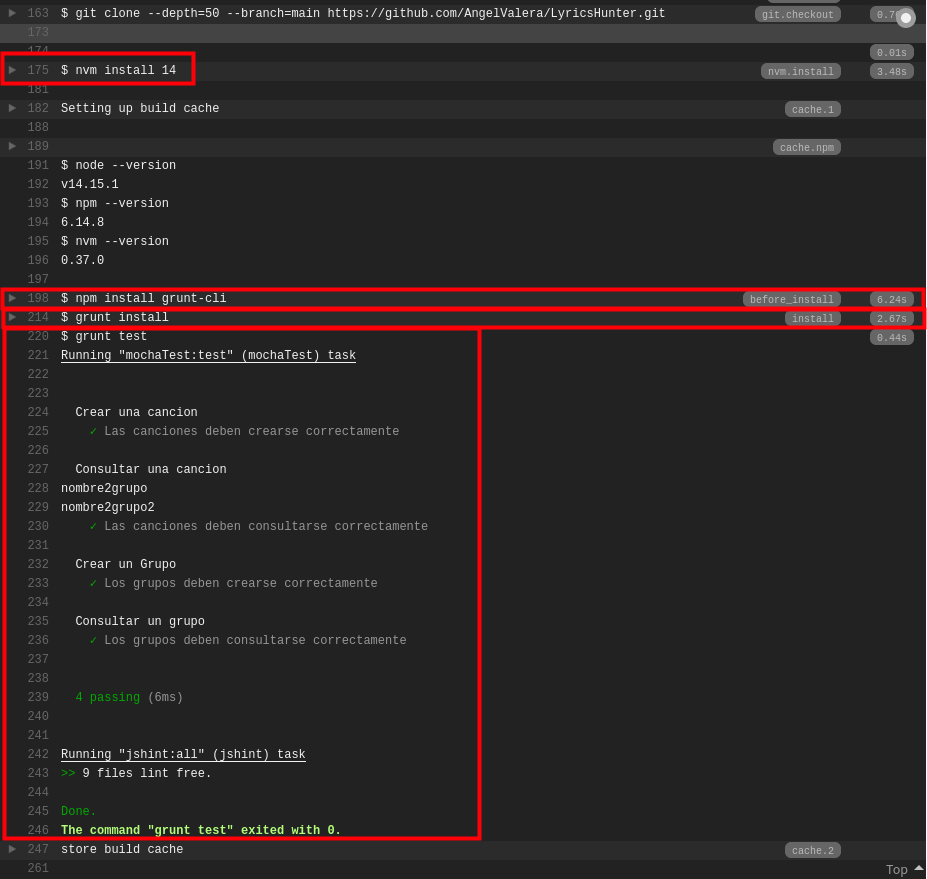 163 $ git clone --depth=50 --branch=main https://github.com/AngelValera/LyricsHunter.git git.checkout
173
174 0.01s
175 $ nvm install 14 nvm.install 3.48s
181
182 Setting up build cache cache.1
188
189 cache.npm
191 $ node --version
192 v14.15.1
193 $ npm --version
194 6.14.8
195 $ nvm --version
196 0.37.0
197
198 $ npm install grunt-cli before_install 6.24s
214 $ grunt install install 2.67s
220 $ grunt test 0.44s
221 Running "mochaTest:test" (mochaTest) task
222
223
224 Crear una cancion
225 ✓ Las canciones deben crearse correctamente
226
227 Consultar una cancion
228 nombre2grupo
229 nombre2grupo2
230 ✓ Las canciones deben consultarse correctamente
231
232 Crear un Grupo
233 ✓ Los grupos deben crearse correctamente
234
235 Consultar un grupo
236 ✓ Los grupos deben consultarse correctamente
237
238
239 4 passing (6ms)
240
241
242 Running "jshint:all" (jshint) task
243 >> 9 files lint free.
244
245 Done.
246 The command "grunt test" exited with 0.
247 store build cache cache.2
261 Top